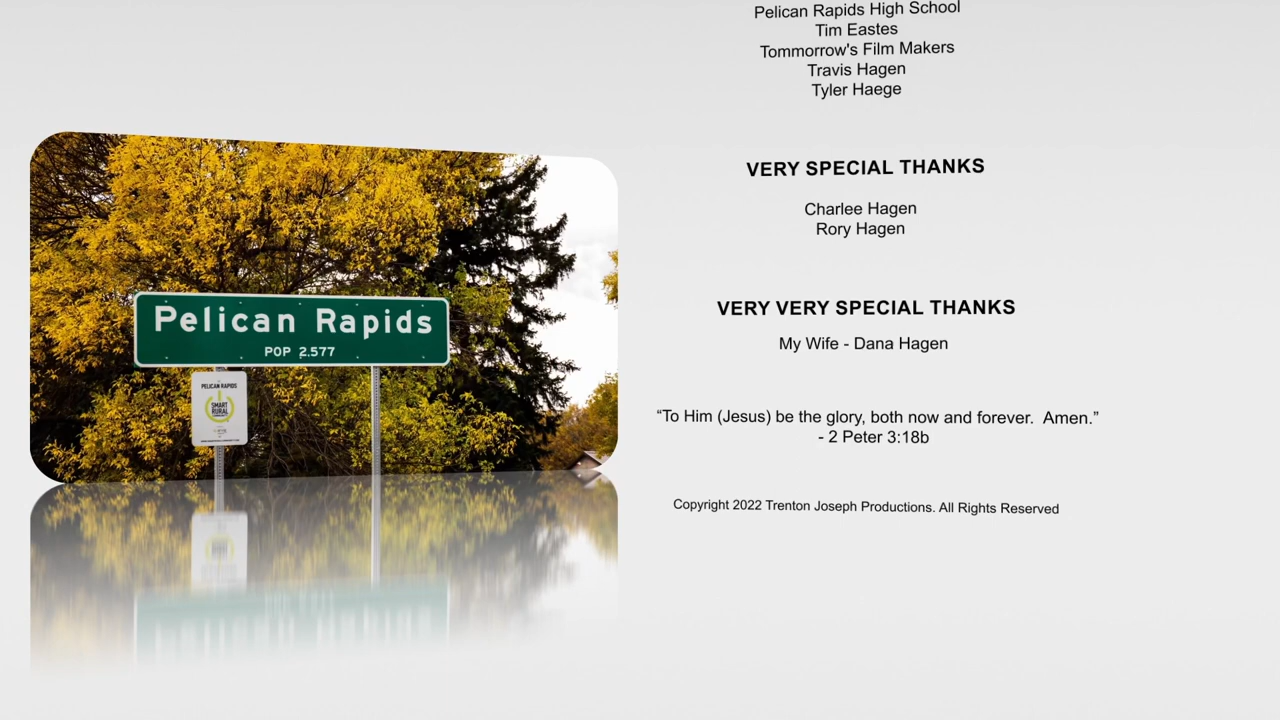 Pelican Rapids High School
Tim Eastes
Tommorrow's Film Makers
Travis Hagen
Tyler Haege
VERY SPECIAL THANKS
Charlee Hagen
Rory Hagen
VERY VERY SPECIAL THANKS
My Wife - Dana Hagen
“To Him (Jesus) be the glory, both now and forever.  Amen.”
- 2 Peter 3:18b
Copyright 2022 Trenton Joseph Productions. All Rights Reserved
Pelican Rapids
POP 2,577
PELICAN RAPIDS
SMART
RURAL